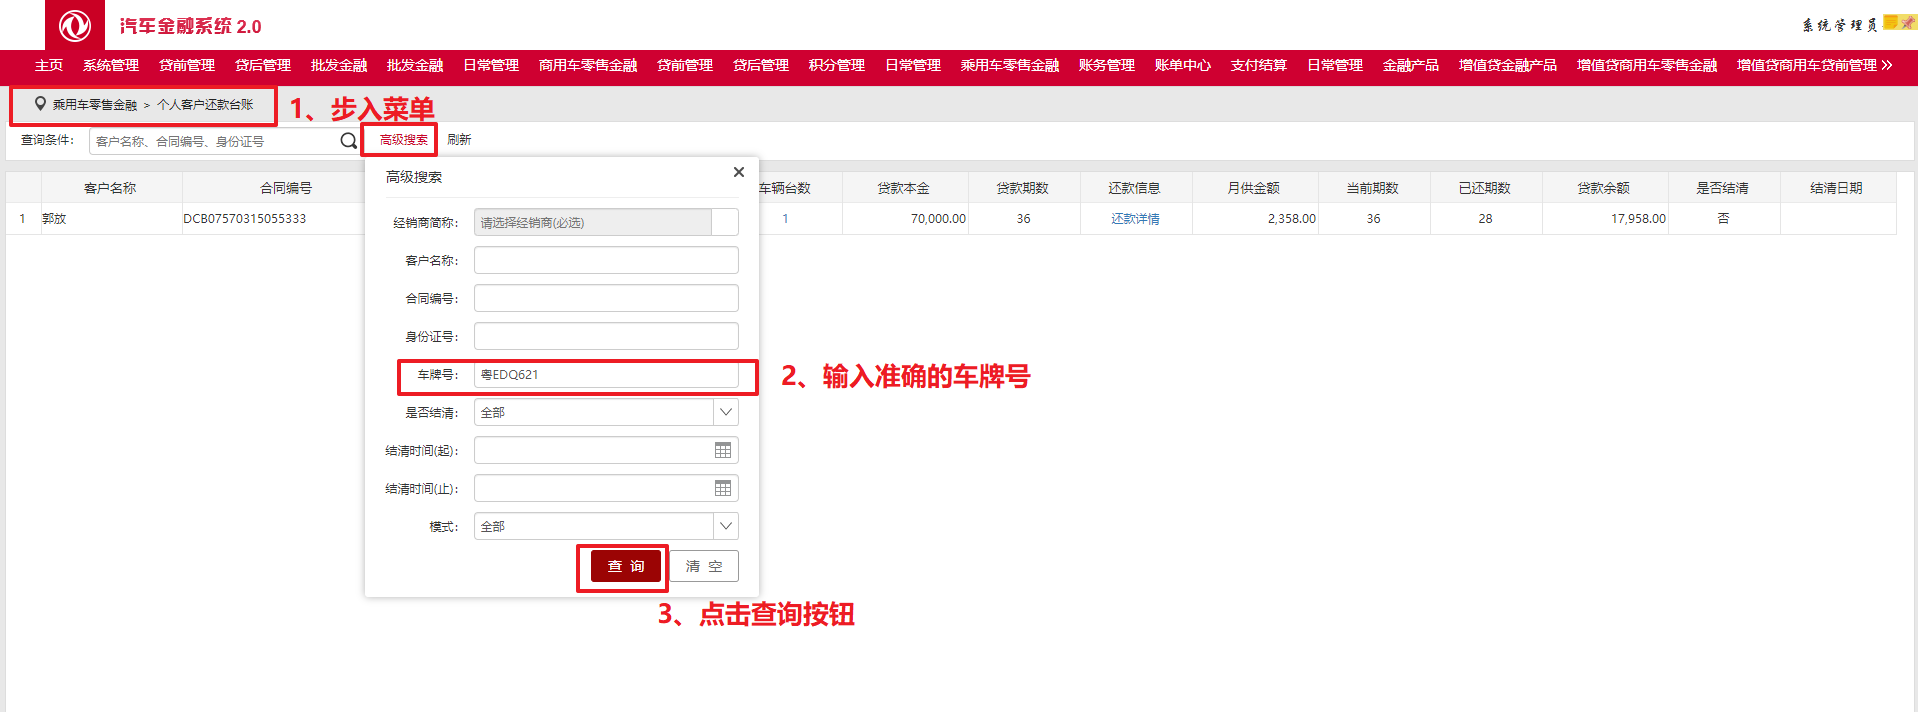 汽车金融系统 2.0
系统管理员
主页 系统管理 贷前管理 贷后管理 批发金融 批发金融 日常管理 商用车零售金融 贷前管理 贷后管理 积分管理 日常管理 乘用车零售金融 账务管理 账单中心 支付结算 日常管理 金融产品 增值贷金融产品 增值贷商用车零售金融 增值贷商用车贷前管理 »
乘用车零售金融 > 个人客户还款台账
1、步入菜单
查询条件: 客户名称、合同编号、身份证号 高级搜索 刷新
高级搜索 ×
客户名称 合同编号 车辆台数 贷款本金 贷款期数 还款信息 月供金额 当前期数 已还期数 贷款余额 是否结清 结清日期
1 郭放 DCB07570315055333 1 70,000.00 36 还款详情 2,358.00 36 28 17,958.00 否
经销商简称: 请选择经销商(必选)
客户名称:
合同编号:
身份证号:
车牌号: 粤EDQ621
2、输入准确的车牌号
是否结清: 全部
结清时间(起):
结清时间(止):
模式: 全部
查 询 清 空
3、点击查询按钮